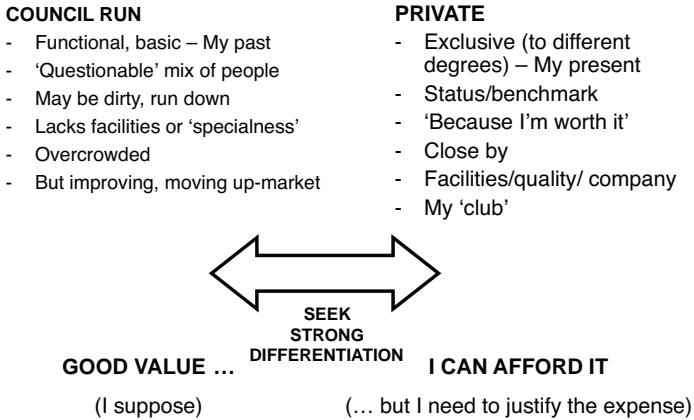 COUNCIL RUN
- Functional, basic – My past
- ‘Questionable’ mix of people
- May be dirty, run down
- Lacks facilities or ‘specialness’
- Overcrowded
- But improving, moving up-market
PRIVATE
- Exclusive (to different
degrees) – My present
- Status/benchmark
- ‘Because I’m worth it’
- Close by
- Facilities/quality/ company
- My ‘club’
SEEK
STRONG
DIFFERENTIATION
GOOD VALUE …
(I suppose)
I CAN AFFORD IT
(… but I need to justify the expense)